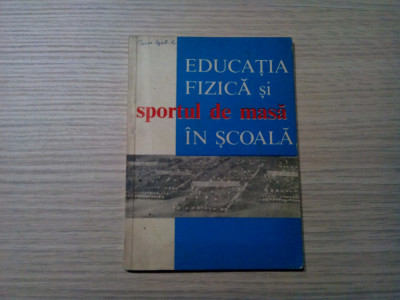 EDUCAȚIA
FIZICĂ și
sportul de masă
ÎN ȘCOALĂ